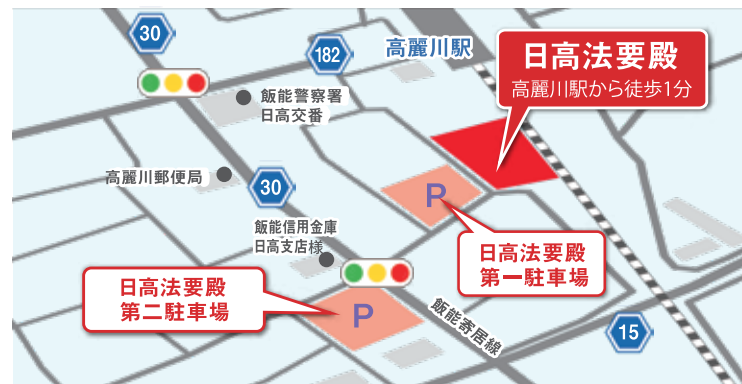 30
182
高麗川駅
日高法要殿
高麗川駅から徒歩1分
飯能警察署
日高交番
高麗川郵便局
30
P
飯能信用金庫
日高支店様
日高法要殿
第一駐車場
日高法要殿
第二駐車場
P
飯能寄居線
15